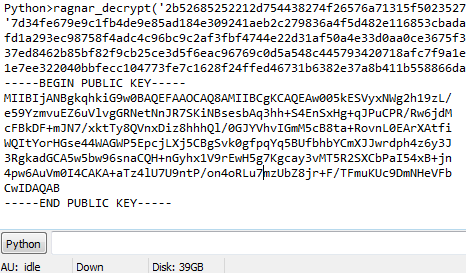 Python>ragnar_decrypt('2b52685252212d754438274f26576a71315f5023527
'7d34fe679e9c1fb4de9e85ad184e309241aeb2c279836a4f5d482e116853cbada
fd1a293ec98758f4adc4c96bc9c2af3fbf4744e22d31af50a4e33d0aa0ce3675f3
37ed8462b85bf82f9cb25ce3d5f6eac96769c0d5a548c445793420718afc7f9a1e
1e7ee322040bbfecc104773fe7c1628f24ffed46731b6382e37a8b411b558866da
-----BEGIN PUBLIC KEY-----
MIIBIjANBgkqhkiG9w0BAQEFAAOCAQ8AMIIBCgKCAQEAw005kESVyxNWg2h19zL/
e59YzmvuEZ6uVlvgGRNetNnJR7SKiNBsesbAq3hh+S4EnSxHg+qJPuCPR/Rw6jdM
cFBkDF+mJN7/xktTy8QVnxDiz8hhhQl/0GJYVhvIGmM5cB8ta+RovnL0EArXAtfi
WQItYorHGse44WAGWP5EpcjLXj5CBgSvk0gfpqYq5BUfbhbYCmXJJwrdph4z6y3J
3RgkadGCA5w5bw96snaCQH+nGyhx1V9rEwH5g7Kgcay3vMT5R2SXCbPaI54xB+jn
4pw6AuVm0I4CAKA+aTz4lU7U9ntP/on4oRLu7mzUbZ8jr+F/TFmuKUc9DmNHeVFb
CwIDAQAB
-----END PUBLIC KEY-----
Python
AU: idle Down Disk: 39GB